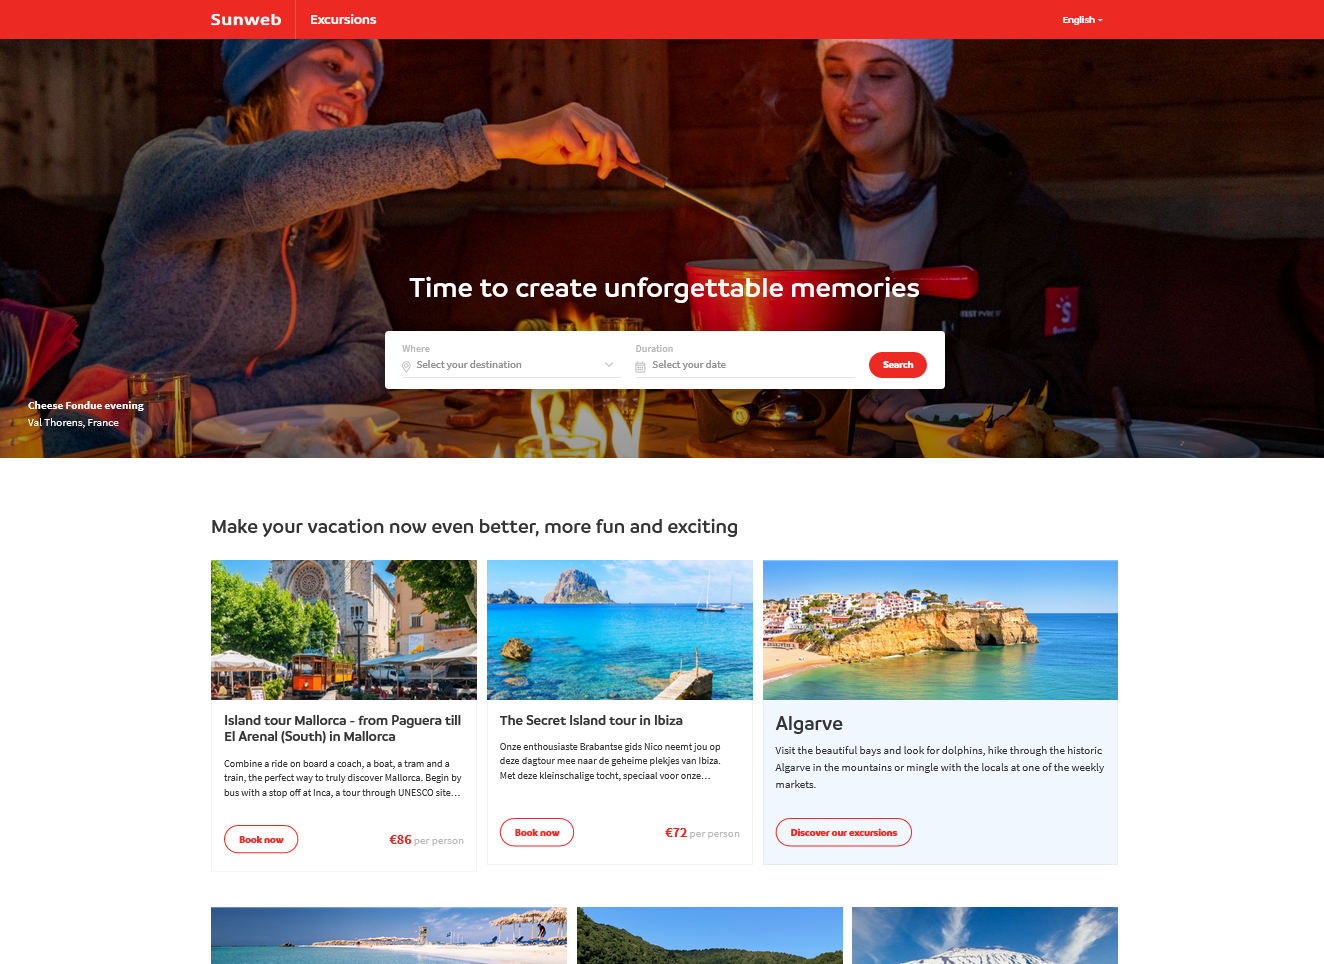 Sunweb
Excursions
English
Time to create unforgettable memories
Where
Select your destination
Duration
Select your date
Search
Cheese Fondue evening
Val Thorens, France
Make your vacation now even better, more fun and exciting
Island tour Mallorca - from Paguera till
El Arenal (South) in Mallorca
Combine a ride on board a coach, a boat, a tram and a
train, the perfect way to truly discover Mallorca. Begin by
bus with a stop off at Inca, a tour through UNESCO site...
Book now
€86 per person
The Secret Island tour in Ibiza
Onze enthousiaste Brabantse gids Nico neemt jou op
deze dagtour mee naar de geheime plekjes van Ibiza.
Met deze kleinschalige tocht, speciaal voor onze...
Book now
€72 per person
Algarve
Visit the beautiful bays and look for dolphins, hike through the historic
Algarve in the mountains or mingle with the locals at one of the weekly
markets.
Discover our excursions